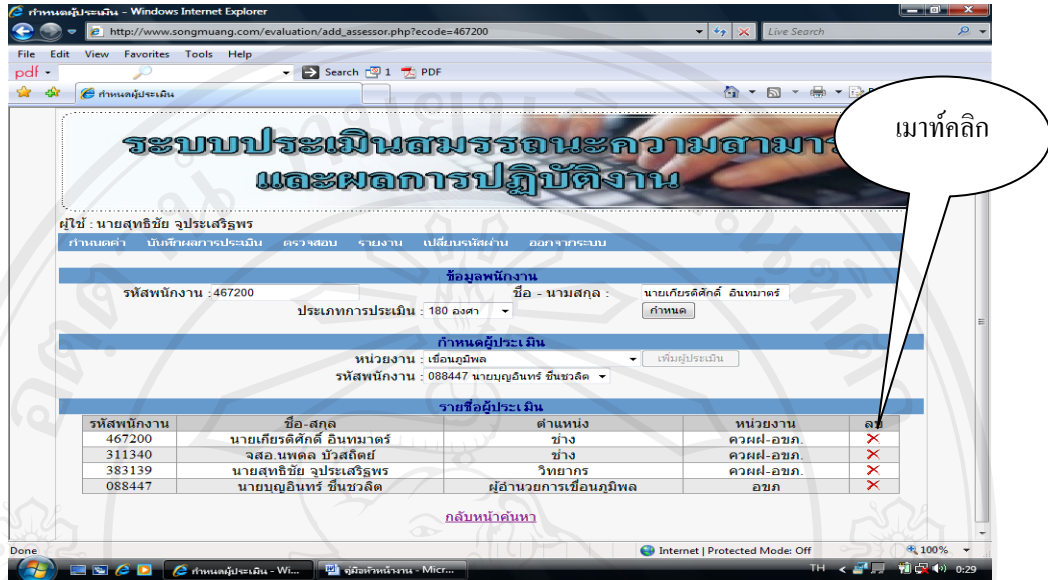 กำหนดผู้ประเมิน - Windows Internet Explorer
http://www.songmuang.com/evaluation/add_assessor.php?ecode=467200
Live Search
File Edit View Favorites Tools Help
pdf Search 1 PDF
กำหนดผู้ประเมิน
เมาท์คลิก
ระบบประเมินสมรรถนะความสามาร
และผลการปฏิบัติงาน
ผู้ใช้ : นายสุทธิชัย จูประเสริฐพร
กำหนดค่า บันทึกผลการประเมิน ตรวจสอบ รายงาน เปลี่ยนรหัสผ่าน ออกจากระบบ
ข้อมูลพนักงาน
รหัสพนักงาน : 467200 ชื่อ - นามสกุล : นายเกียรติศักดิ์ อินทมาตร์
ประเภทการประเมิน : 180 องศา กำหนด
กำหนดผู้ประเมิน
หน่วยงาน : เขื่อนภูมิพล เพิ่มผู้ประเมิน
รหัสพนักงาน : 088447 นายบุญอินทร์ ชื่นชวลิต
รายชื่อผู้ประเมิน
รหัสพนักงาน ชื่อ-สกุล ตำแหน่ง หน่วยงาน ลบ
467200 นายเกียรติศักดิ์ อินทมาตร์ ช่าง ควผฝ-อขภ.
311340 จสอ.นพดล บัวสถิตย์ ช่าง ควผฝ-อขภ.
383139 นายสุทธิชัย จูประเสริฐพร วิทยากร ควผฝ-อขภ.
088447 นายบุญอินทร์ ชื่นชวลิต ผู้อำนวยการเขื่อนภูมิพล อขภ
กลับหน้าค้นหา
Done Internet | Protected Mode: Off 100%
กำหนดผู้ประเมิน - Wi... คู่มือหัวหน้างาน - Micr... TH 0:29